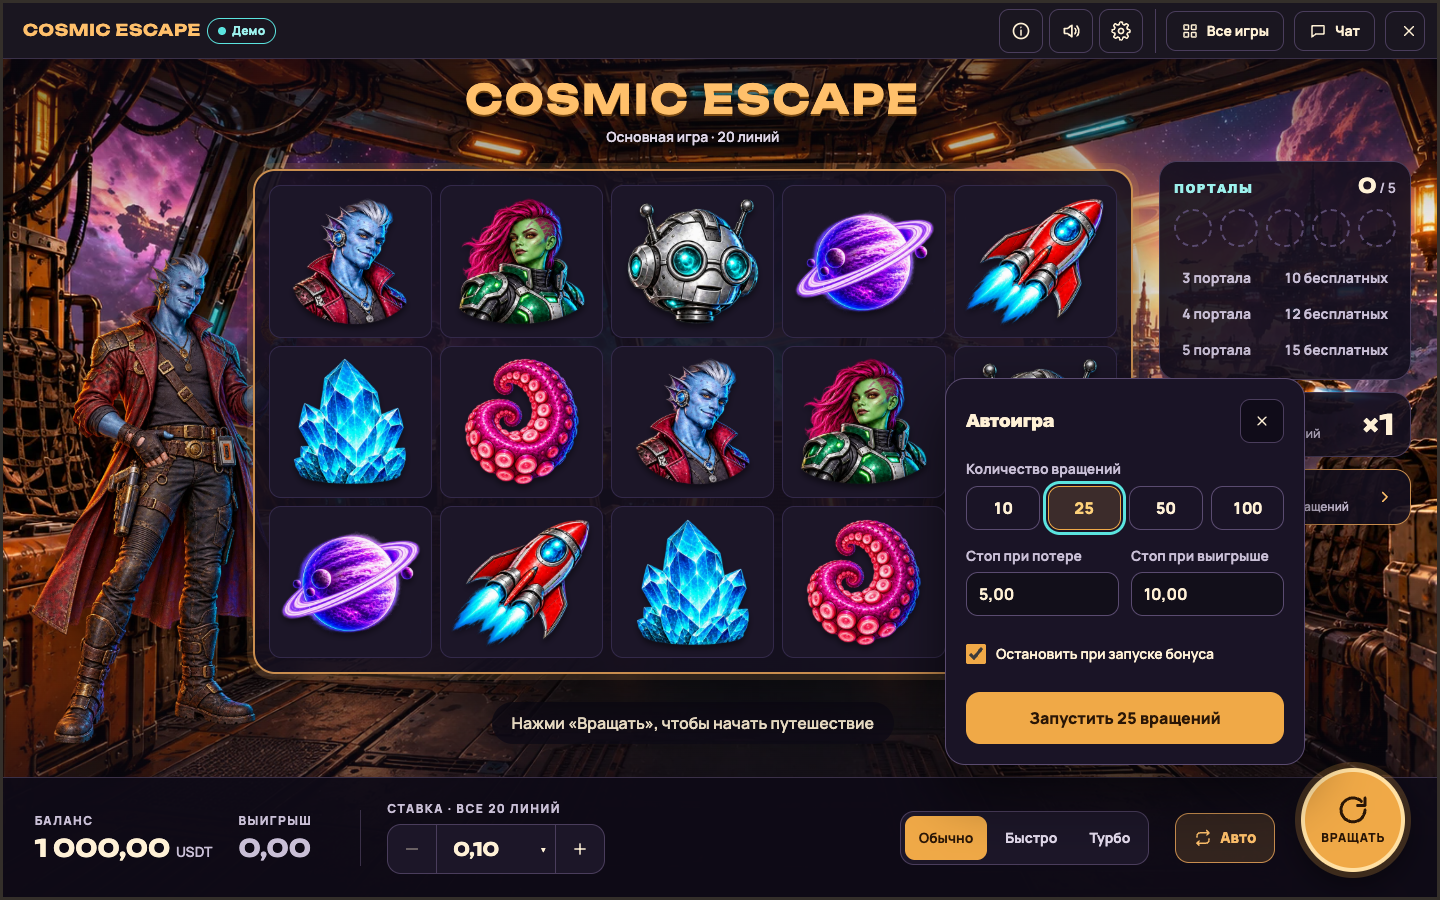 COSMIC ESCAPE
Демо
Все игры
Чат
COSMIC ESCAPE
Основная игра · 20 линий
ПОРТАЛЫ
0 / 5
3 портала 10 бесплатных
4 портала 12 бесплатных
5 портала 15 бесплатных
×1
Автоигра
Количество вращений
10 25 50 100
Стоп при потере Стоп при выигрыше
5,00 10,00
Остановить при запуске бонуса
Запустить 25 вращений
Нажми «Вращать», чтобы начать путешествие
БАЛАНС
1 000,00 USDT
ВЫИГРЫШ
0,00
СТАВКА · ВСЕ 20 ЛИНИЙ
− 0,10 +
Обычно Быстро Турбо
Авто
ВРАЩАТЬ